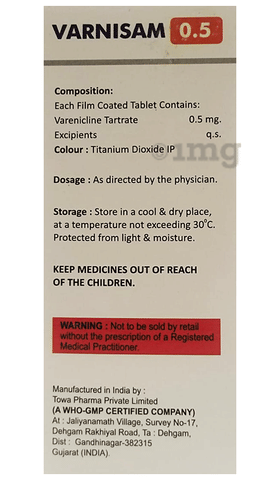 VARNISAM 0.5
Composition:
Each Film Coated Tablet Contains:
Varenicline Tartrate 0.5 mg.
Excipients q.s.
Colour : Titanium Dioxide IP
1mg
Dosage : As directed by the physician.
Storage : Store in a cool & dry place,
at a temperature not exceeding 30°C.
Protected from light & moisture.
KEEP MEDICINES OUT OF REACH
OF THE CHILDREN.
WARNING : Not to be sold by retail
without the prescription of a Registered
Medical Practitioner.
Manufactured in India by :
Towa Pharma Private Limited
(A WHO-GMP CERTIFIED COMPANY)
At : Jaliyanamath Village, Survey No-17,
Dehgam Rakhiyal Road, Ta : Dehgam,
Dist : Gandhinagar-382315
Gujarat (INDIA).